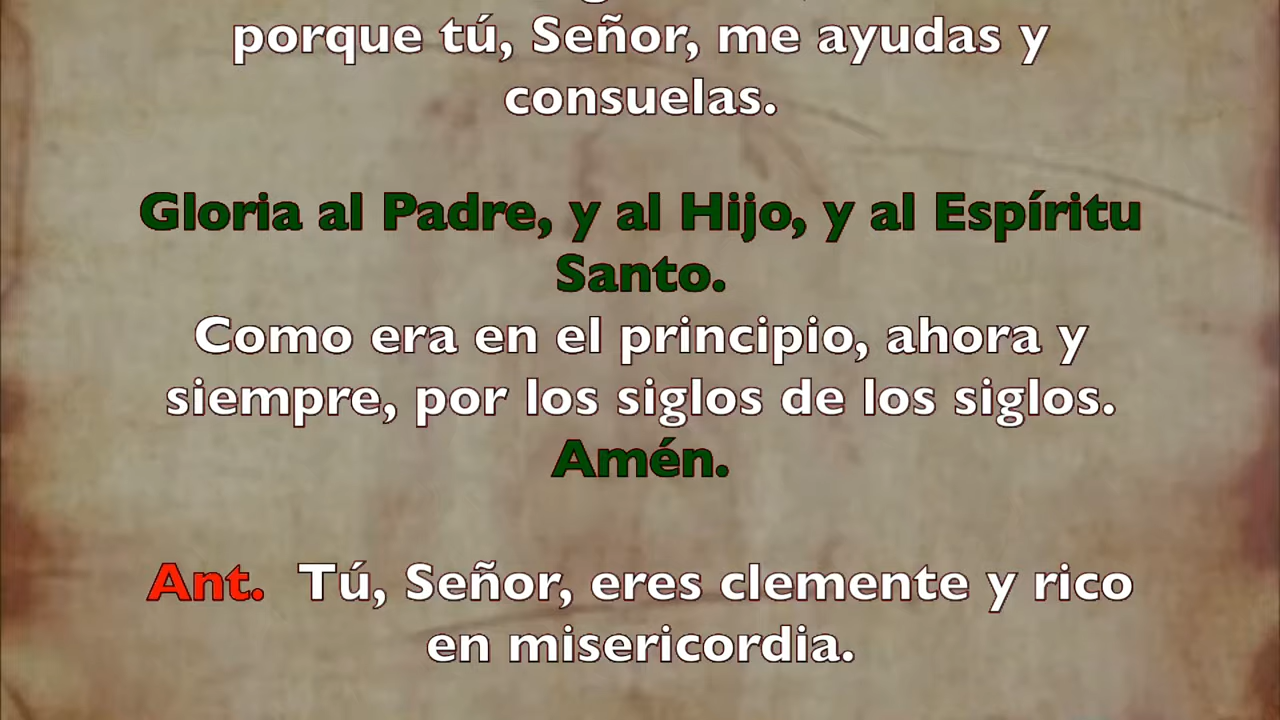 porque tú, Señor, me ayudas y
consuelas.
Gloria al Padre, y al Hijo, y al Espíritu
Santo.
Como era en el principio, ahora y
siempre, por los siglos de los siglos.
Amén.
Ant. Tú, Señor, eres clemente y rico
en misericordia.